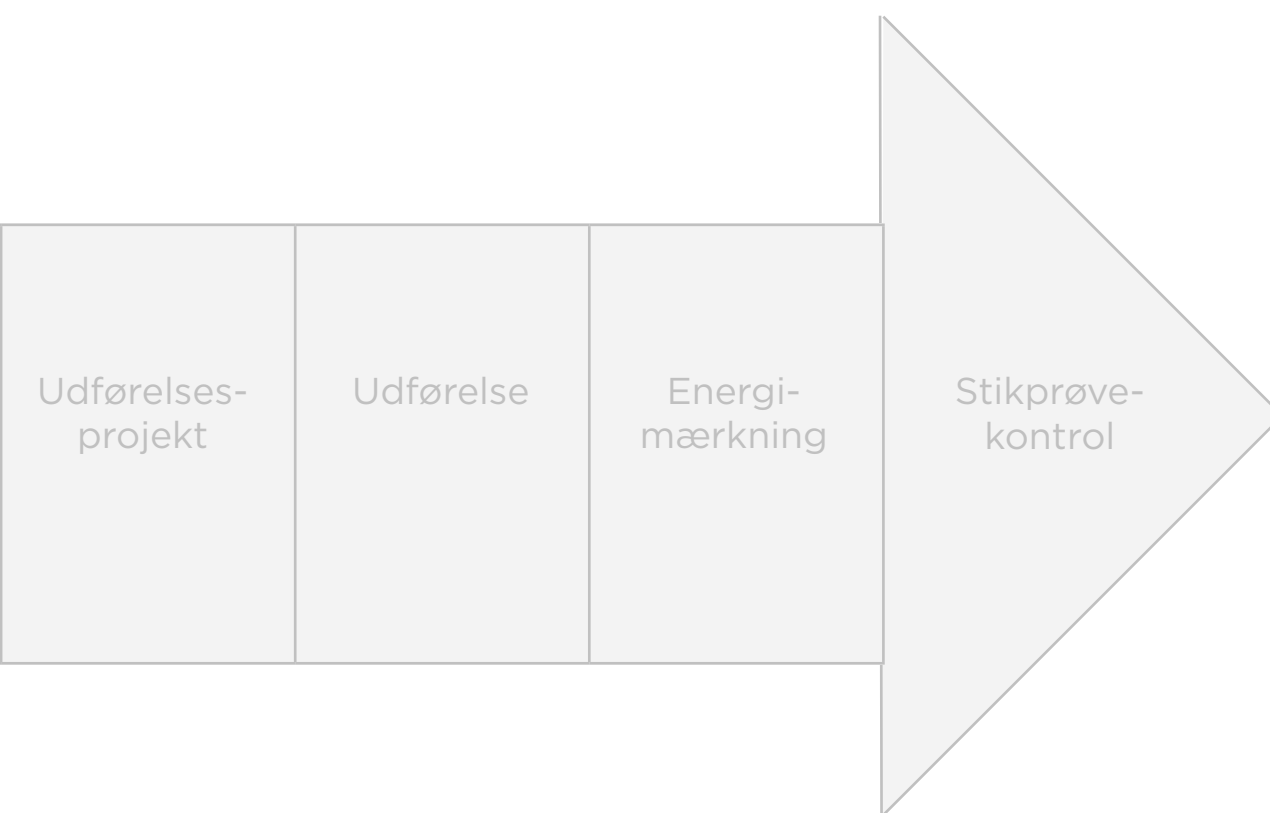 Udførelses-
projekt
Udførelse
Energi-
mærkning
Stikprøve-
kontrol